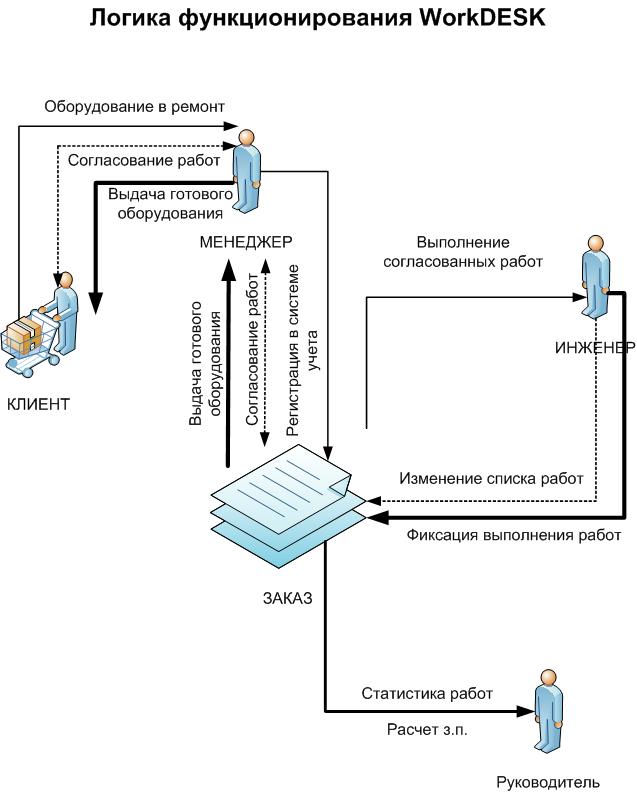 Логика функционирования WorkDESK
Оборудование в ремонт
Согласование работ
Выдача готового
оборудования
МЕНЕДЖЕР
КЛИЕНТ
Выполнение
согласованных работ
ИНЖЕНЕР
Выдача готового
оборудования
Согласование работ
Регистрация в системе
учета
Изменение списка работ
Фиксация выполнения работ
ЗАКАЗ
Статистика работ
Расчет з.п.
Руководитель